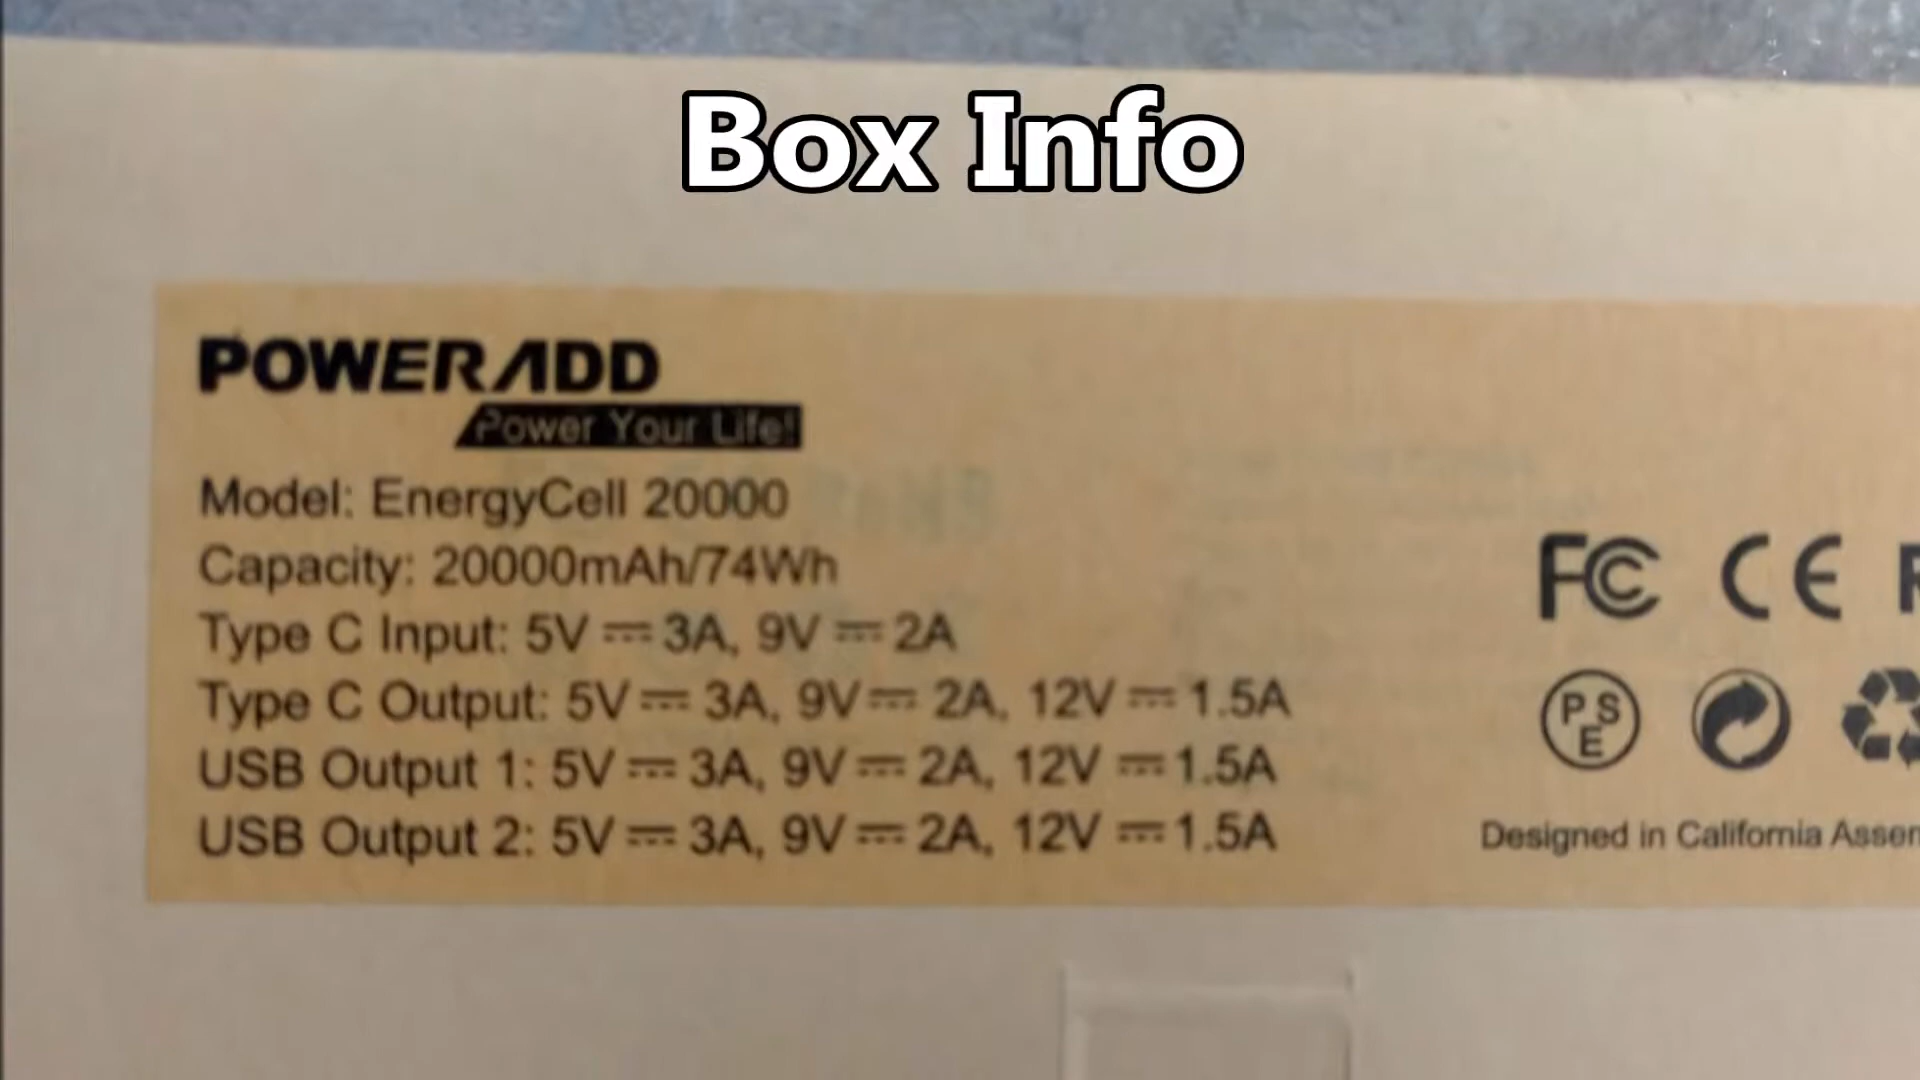 Box Info
POWERADD
Power Your Life!
Model: EnergyCell 20000
Capacity: 20000mAh/74Wh
Type C Input: 5V⎓3A, 9V⎓2A
Type C Output: 5V⎓3A, 9V⎓2A, 12V⎓1.5A
USB Output 1: 5V⎓3A, 9V⎓2A, 12V⎓1.5A
USB Output 2: 5V⎓3A, 9V⎓2A, 12V⎓1.5A
FC CE
PSE
Designed in California